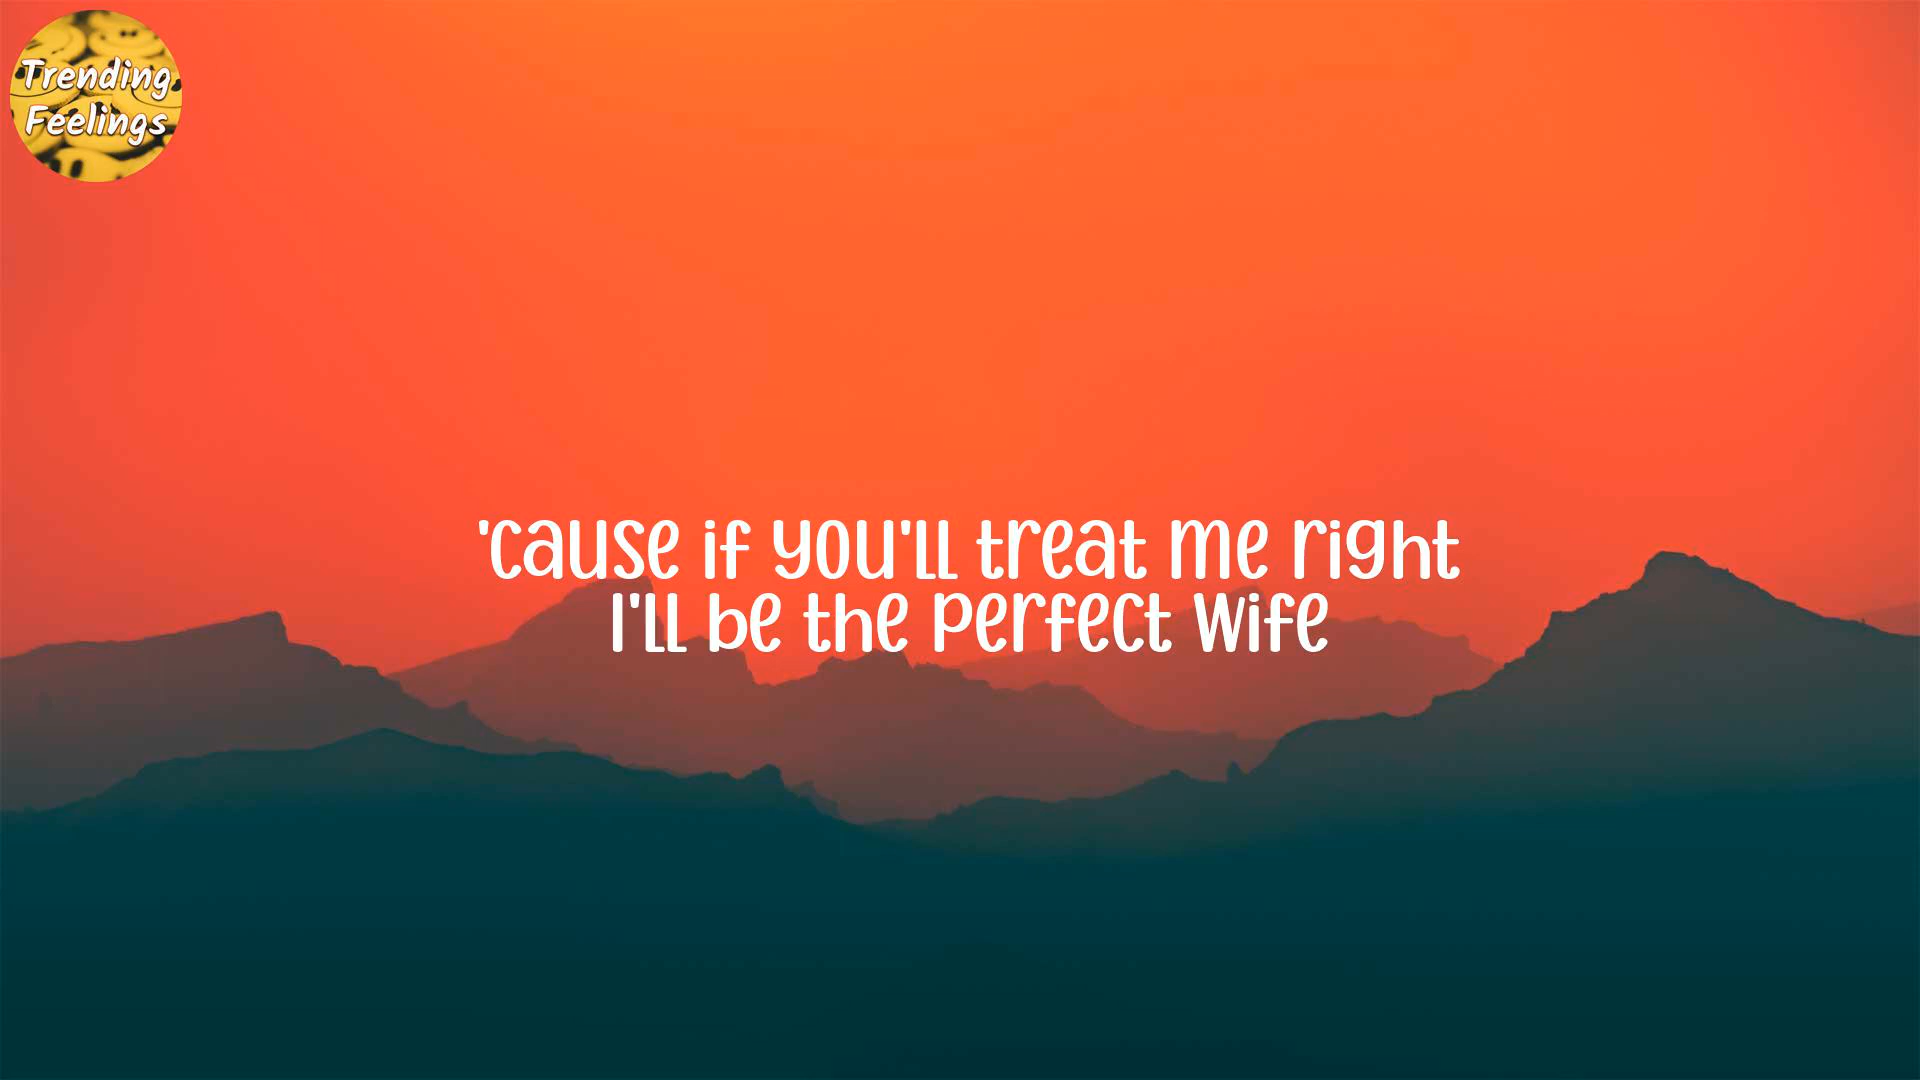 Trending
Feelings
'cause if you'll treat me right
I'll be the perfect wife